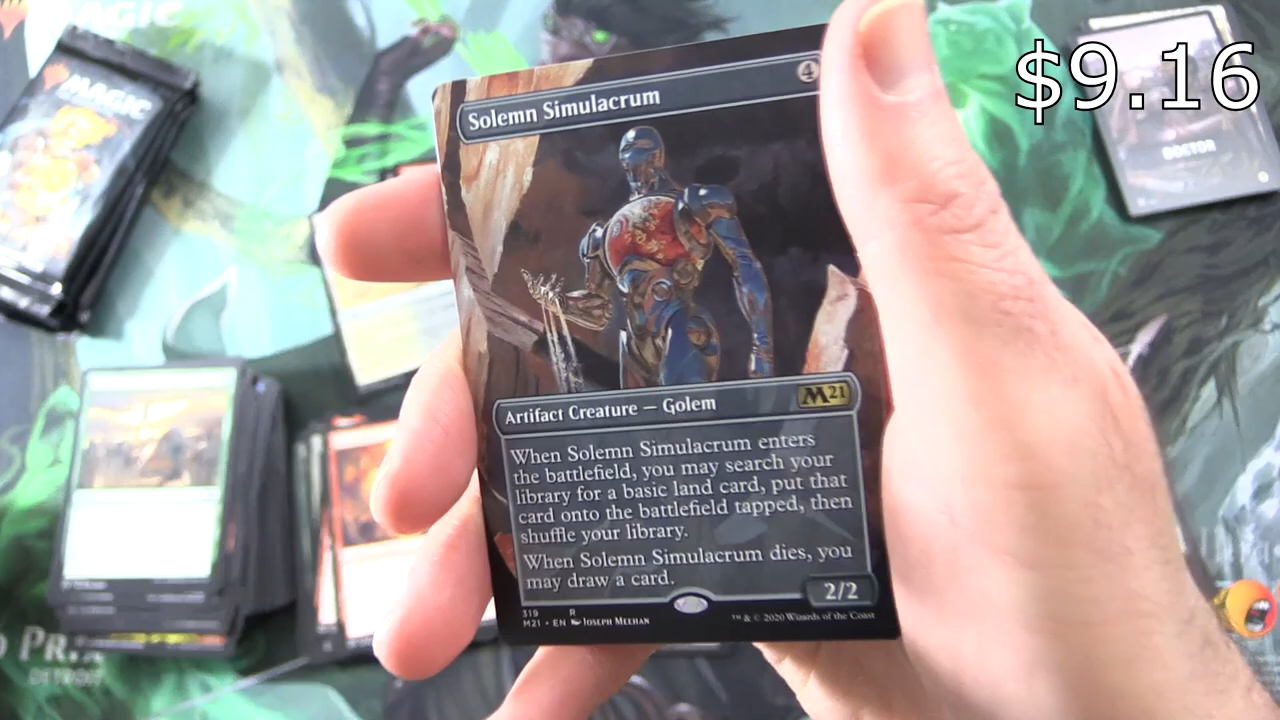 MAGIC
MAGIC
$9.16
DOCTOR
Solemn Simulacrum
4
Artifact Creature — Golem
M21
When Solemn Simulacrum enters
the battlefield, you may search your
library for a basic land card, put that
card onto the battlefield tapped, then
shuffle your library.
When Solemn Simulacrum dies, you
may draw a card.
2/2
319 R
M21 • EN Joseph Meehan
™ & © 2020 Wizards of the Coast
DETROIT